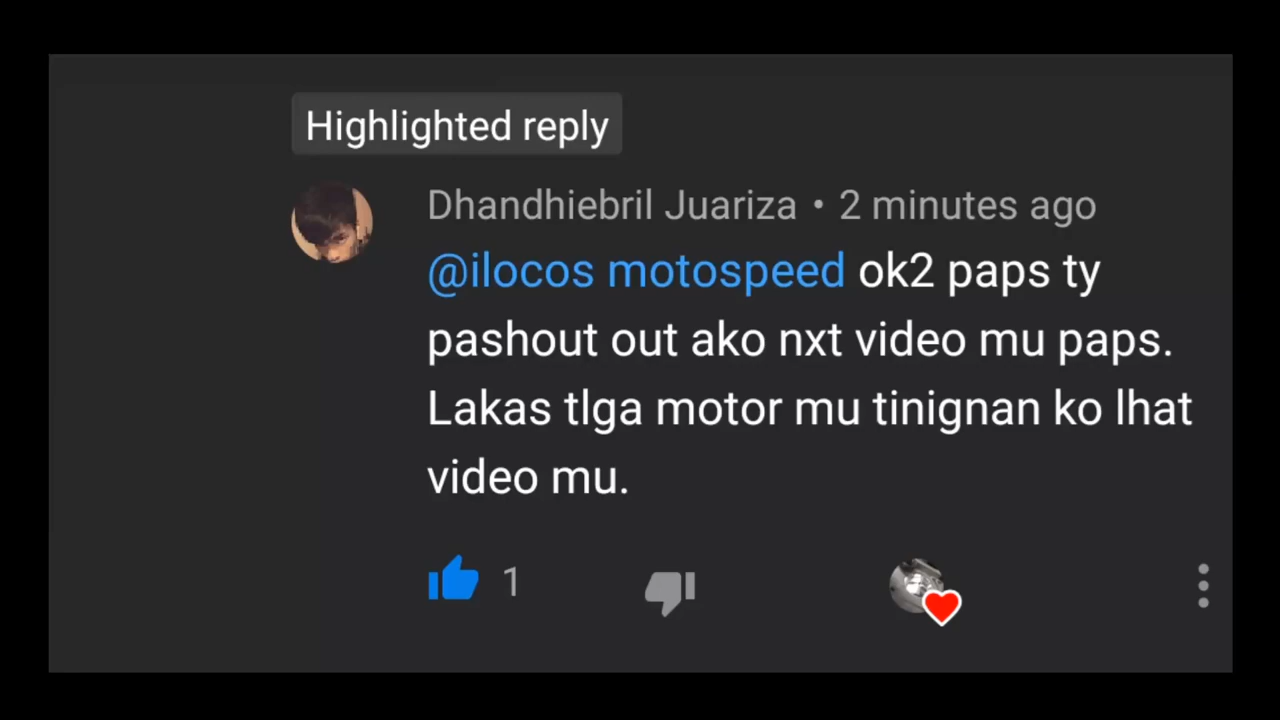 Highlighted reply
Dhandhiebril Juariza • 2 minutes ago
@ilocos motospeed ok2 paps ty
pashout out ako nxt video mu paps.
Lakas tlga motor mu tinignan ko lhat
video mu.
1